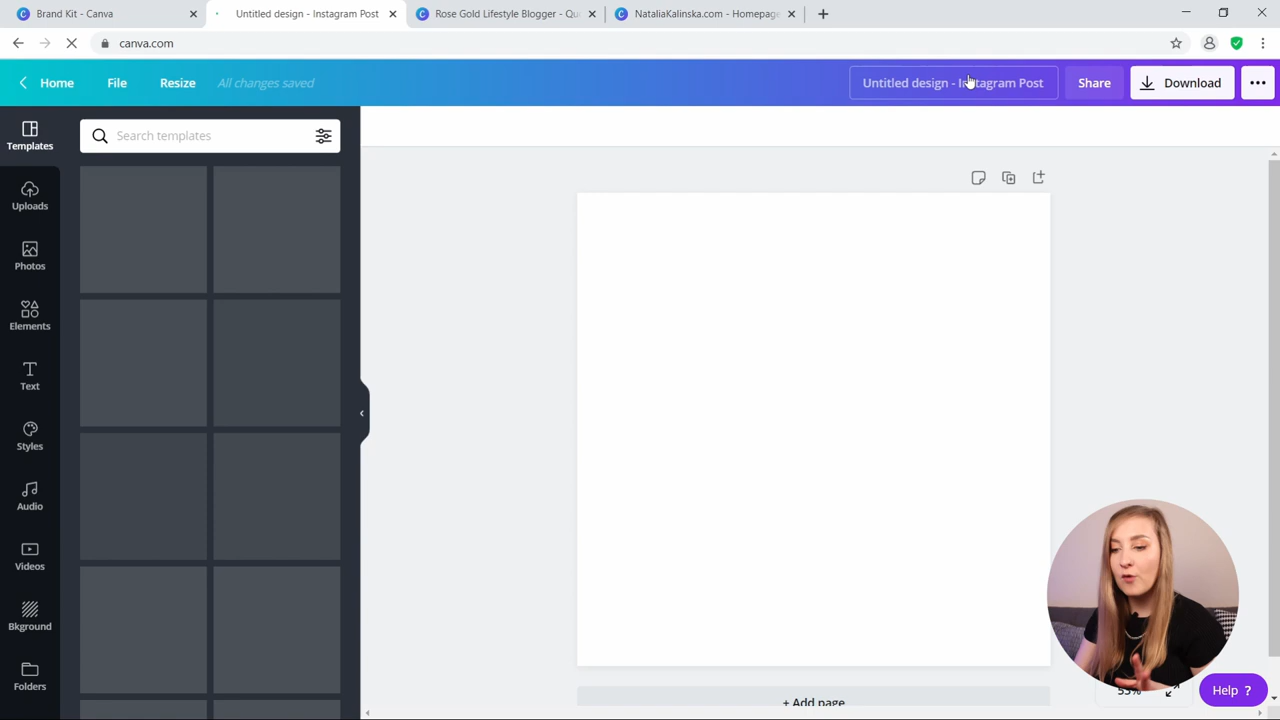 Brand Kit - Canva
Untitled design - Instagram Post
Rose Gold Lifestyle Blogger - Qu
NataliaKalinska.com - Homepage
canva.com
Home
File
Resize
All changes saved
Untitled design - Instagram Post
Share
Download
Templates
Search templates
Uploads
Photos
Elements
Text
Styles
Audio
Videos
Bkground
Folders
+ Add page
53%
Help ?